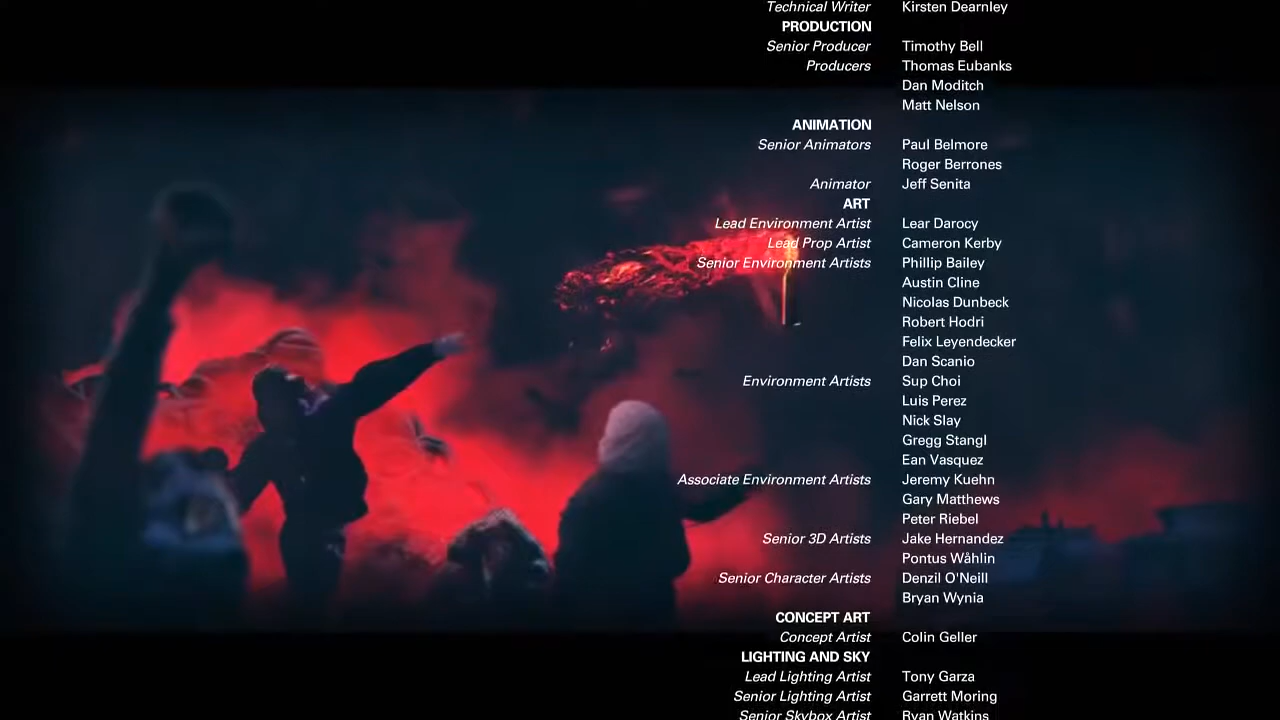 Technical Writer Kirsten Dearnley
PRODUCTION
Senior Producer Timothy Bell
Producers Thomas Eubanks
Dan Moditch
Matt Nelson
ANIMATION
Senior Animators Paul Belmore
Roger Berrones
Animator Jeff Senita
ART
Lead Environment Artist Lear Darocy
Lead Prop Artist Cameron Kerby
Senior Environment Artists Phillip Bailey
Austin Cline
Nicolas Dunbeck
Robert Hodri
Felix Leyendecker
Dan Scanio
Environment Artists Sup Choi
Luis Perez
Nick Slay
Gregg Stangl
Ean Vasquez
Associate Environment Artists Jeremy Kuehn
Gary Matthews
Peter Riebel
Senior 3D Artists Jake Hernandez
Pontus Wåhlin
Senior Character Artists Denzil O'Neill
Bryan Wynia
CONCEPT ART
Concept Artist Colin Geller
LIGHTING AND SKY
Lead Lighting Artist Tony Garza
Senior Lighting Artist Garrett Moring
Senior Skybox Artist Ryan Watkins